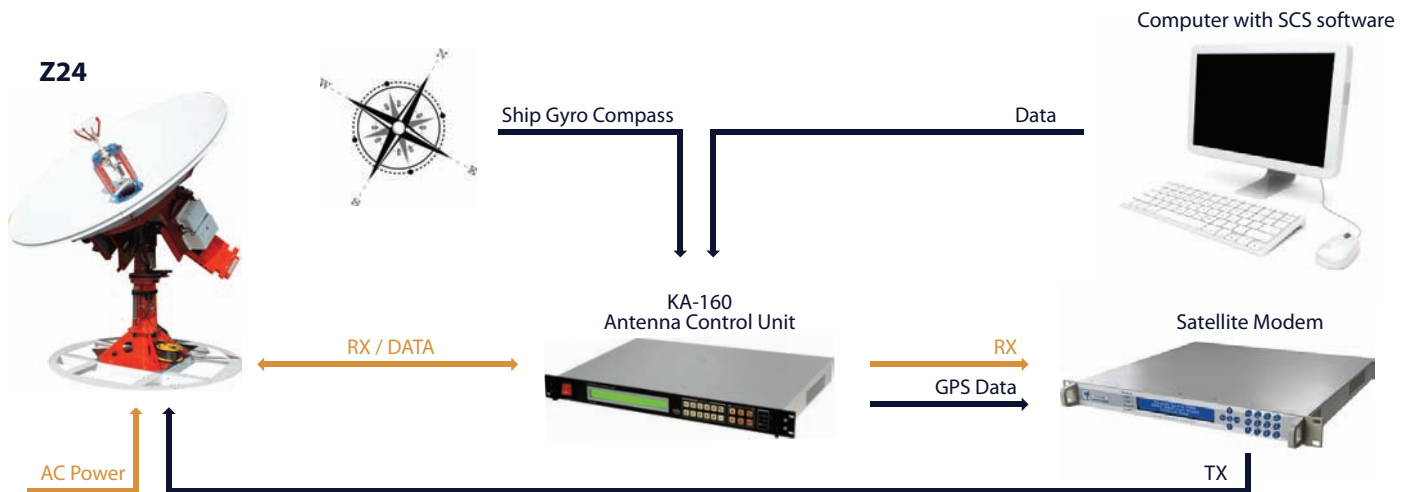 Computer with SCS software
Z24
Ship Gyro Compass
Data
KA-160
Antenna Control Unit
Satellite Modem
RX / DATA
RX
GPS Data
AC Power
TX